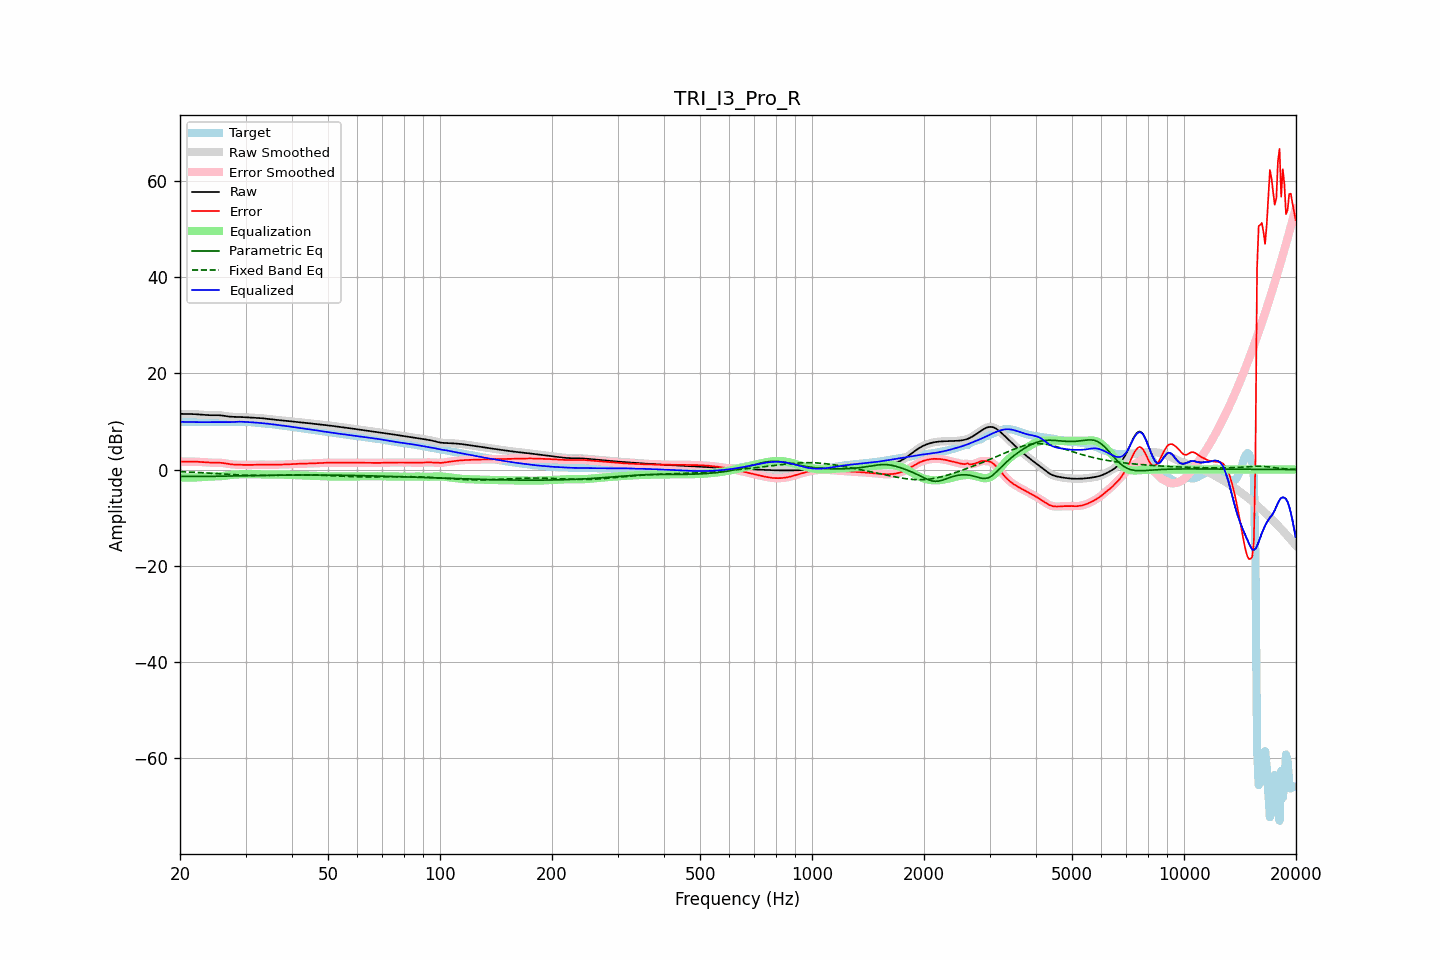 TRI_I3_Pro_R
Target
Raw Smoothed
Error Smoothed
Raw
Error
Equalization
Parametric Eq
Fixed Band Eq
Equalized
60
40
20
0
−20
−40
−60
Amplitude (dBr)
20 50 100 200 500 1000 2000 5000 10000 20000
Frequency (Hz)